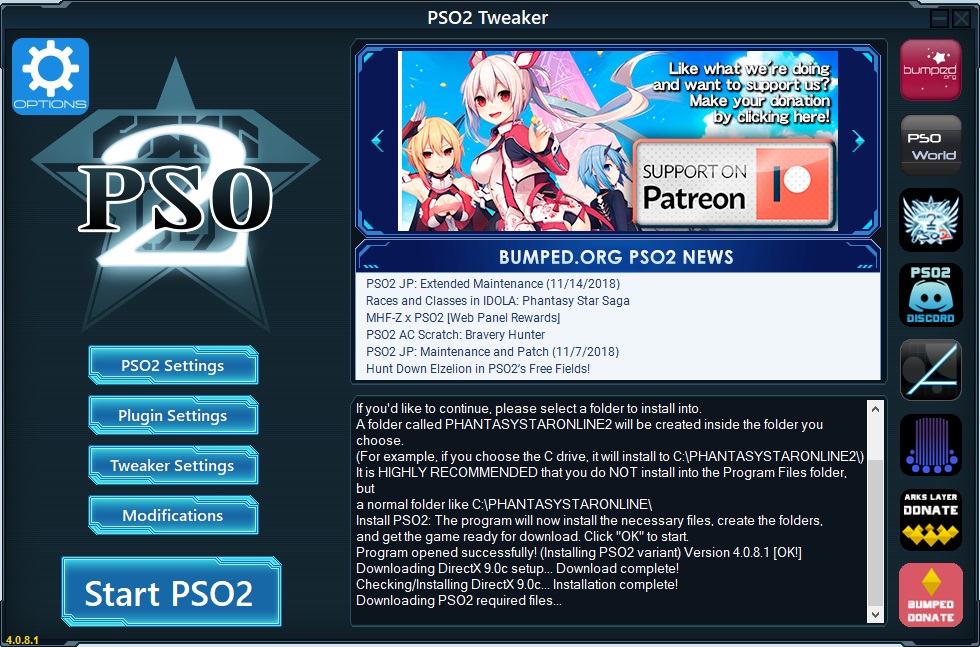 PSO2 Tweaker
OPTIONS
PSO
2
Like what we're doing
and want to support us?
Make your donation
by clicking here!
SUPPORT ON
Patreon
BUMPED.ORG PSO2 NEWS
PSO2 JP: Extended Maintenance (11/14/2018)
Races and Classes in IDOLA: Phantasy Star Saga
MHF-Z x PSO2 [Web Panel Rewards]
PSO2 AC Scratch: Bravery Hunter
PSO2 JP: Maintenance and Patch (11/7/2018)
Hunt Down Elzelion in PSO2's Free Fields!
PSO2 Settings
Plugin Settings
Tweaker Settings
Modifications
Start PSO2
4.0.8.1
If you'd like to continue, please select a folder to install into.
A folder called PHANTASYSTARONLINE2 will be created inside the folder you
choose.
(For example, if you choose the C drive, it will install to C:\PHANTASYSTARONLINE2\)
It is HIGHLY RECOMMENDED that you do NOT install into the Program Files folder,
but
a normal folder like C:\PHANTASYSTARONLINE\
Install PSO2: The program will now install the necessary files, create the folders,
and get the game ready for download. Click "OK" to start.
Program opened successfully! (Installing PSO2 variant) Version 4.0.8.1 [OK!]
Downloading DirectX 9.0c setup... Download complete!
Checking/Installing DirectX 9.0c... Installation complete!
Downloading PSO2 required files...
bumped
.org
PSO
World
2
PSO2
PSO2
DISCORD
ARKS LAYER
DONATE
BUMPED
DONATE